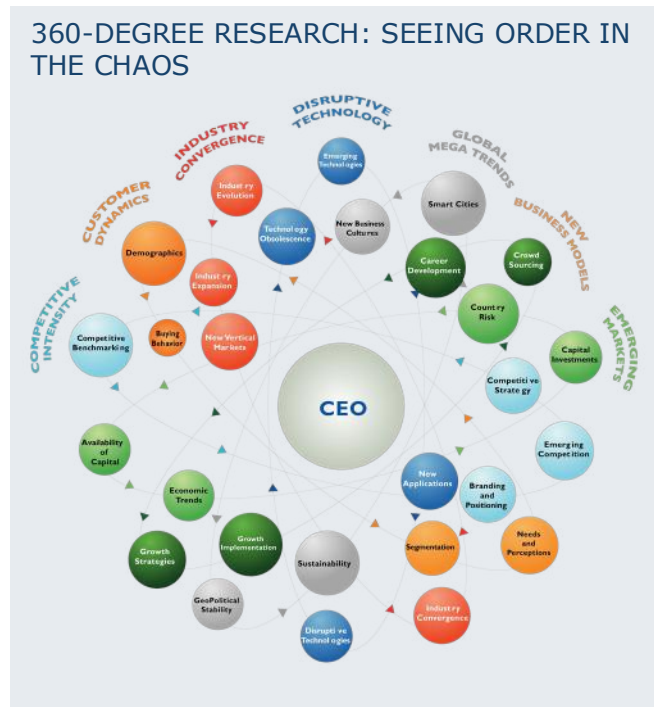 360-DEGREE RESEARCH: SEEING ORDER IN
THE CHAOS
DISRUPTIVE
TECHNOLOGY
INDUSTRY
CONVERGENCE
GLOBAL
MEGA TRENDS
CUSTOMER
DYNAMICS
NEW
BUSINESS MODELS
COMPETITIVE
INTENSITY
EMERGING
MARKETS
Emerging
Technologies
Industry
Evolution
Smart Cities
Technology
Obsolescence
New Business
Cultures
Demographics
Career
Development
Crowd
Sourcing
Industry
Expansion
Country
Risk
Competitive
Benchmarking
Buying
Behavior
New Vertical
Markets
Capital
Investments
Competitive
Strategy
CEO
Availability
of
Capital
Emerging
Competition
New
Applications
Economic
Trends
Branding
and
Positioning
Growth
Strategies
Growth
Implementation
Sustainability
Segmentation
Needs
and
Perceptions
GeoPolitical
Stability
Industry
Convergence
Disruptive
Technologies